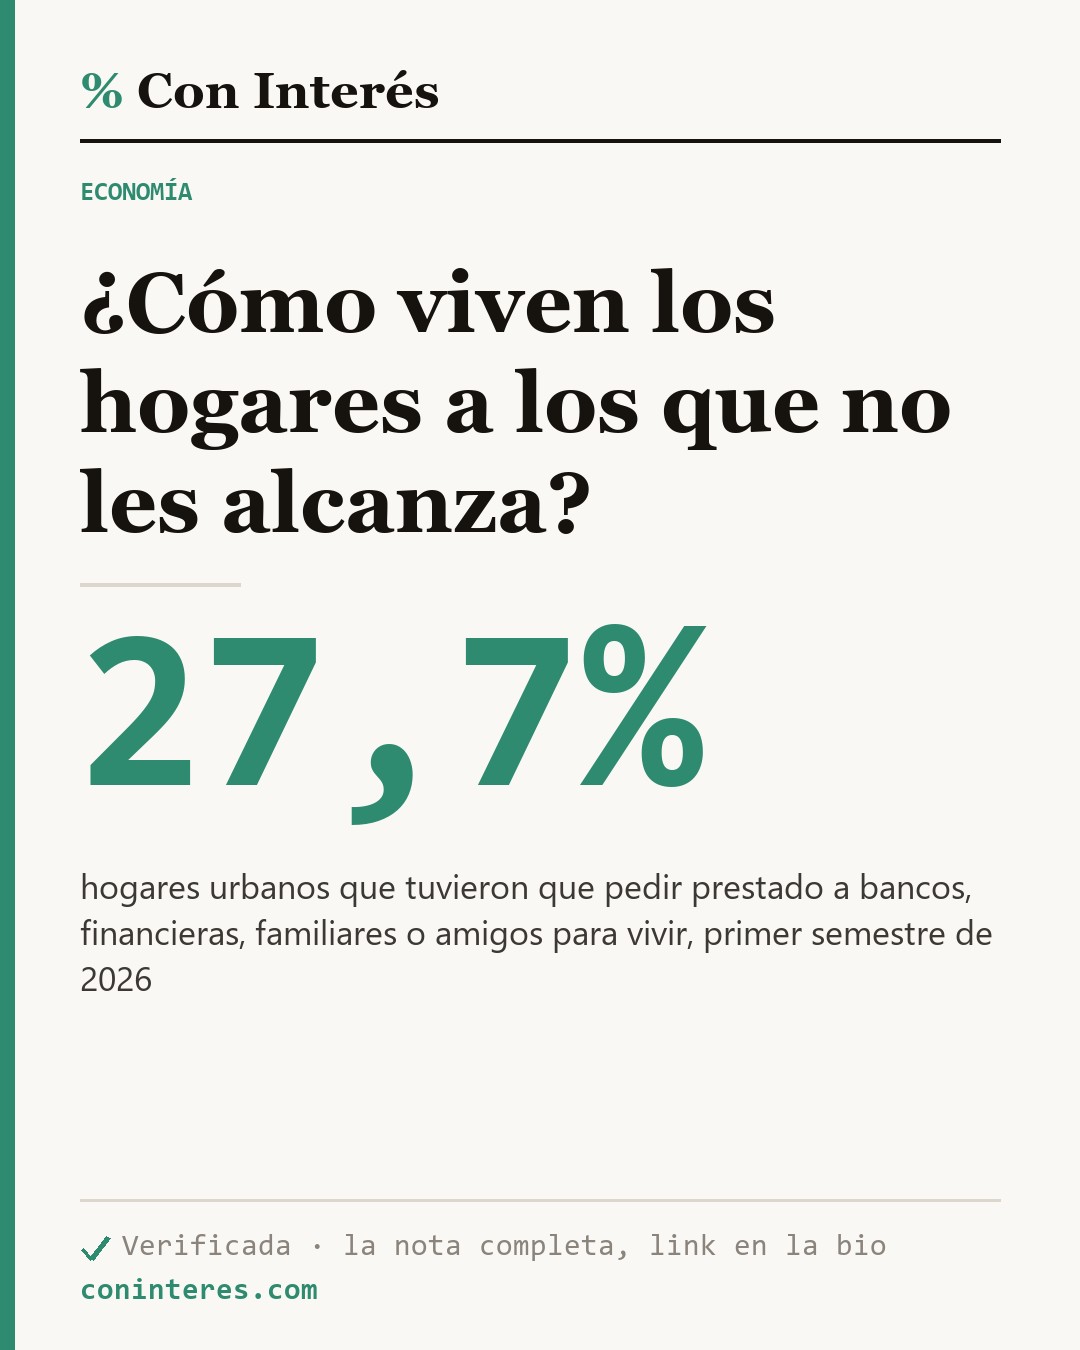 % Con Interés
ECONOMÍA
¿Cómo viven los
hogares a los que no
les alcanza?
27,7%
hogares urbanos que tuvieron que pedir prestado a bancos,
financieras, familiares o amigos para vivir, primer semestre de
2026
✓ Verificada · la nota completa, link en la bio
coninteres.com